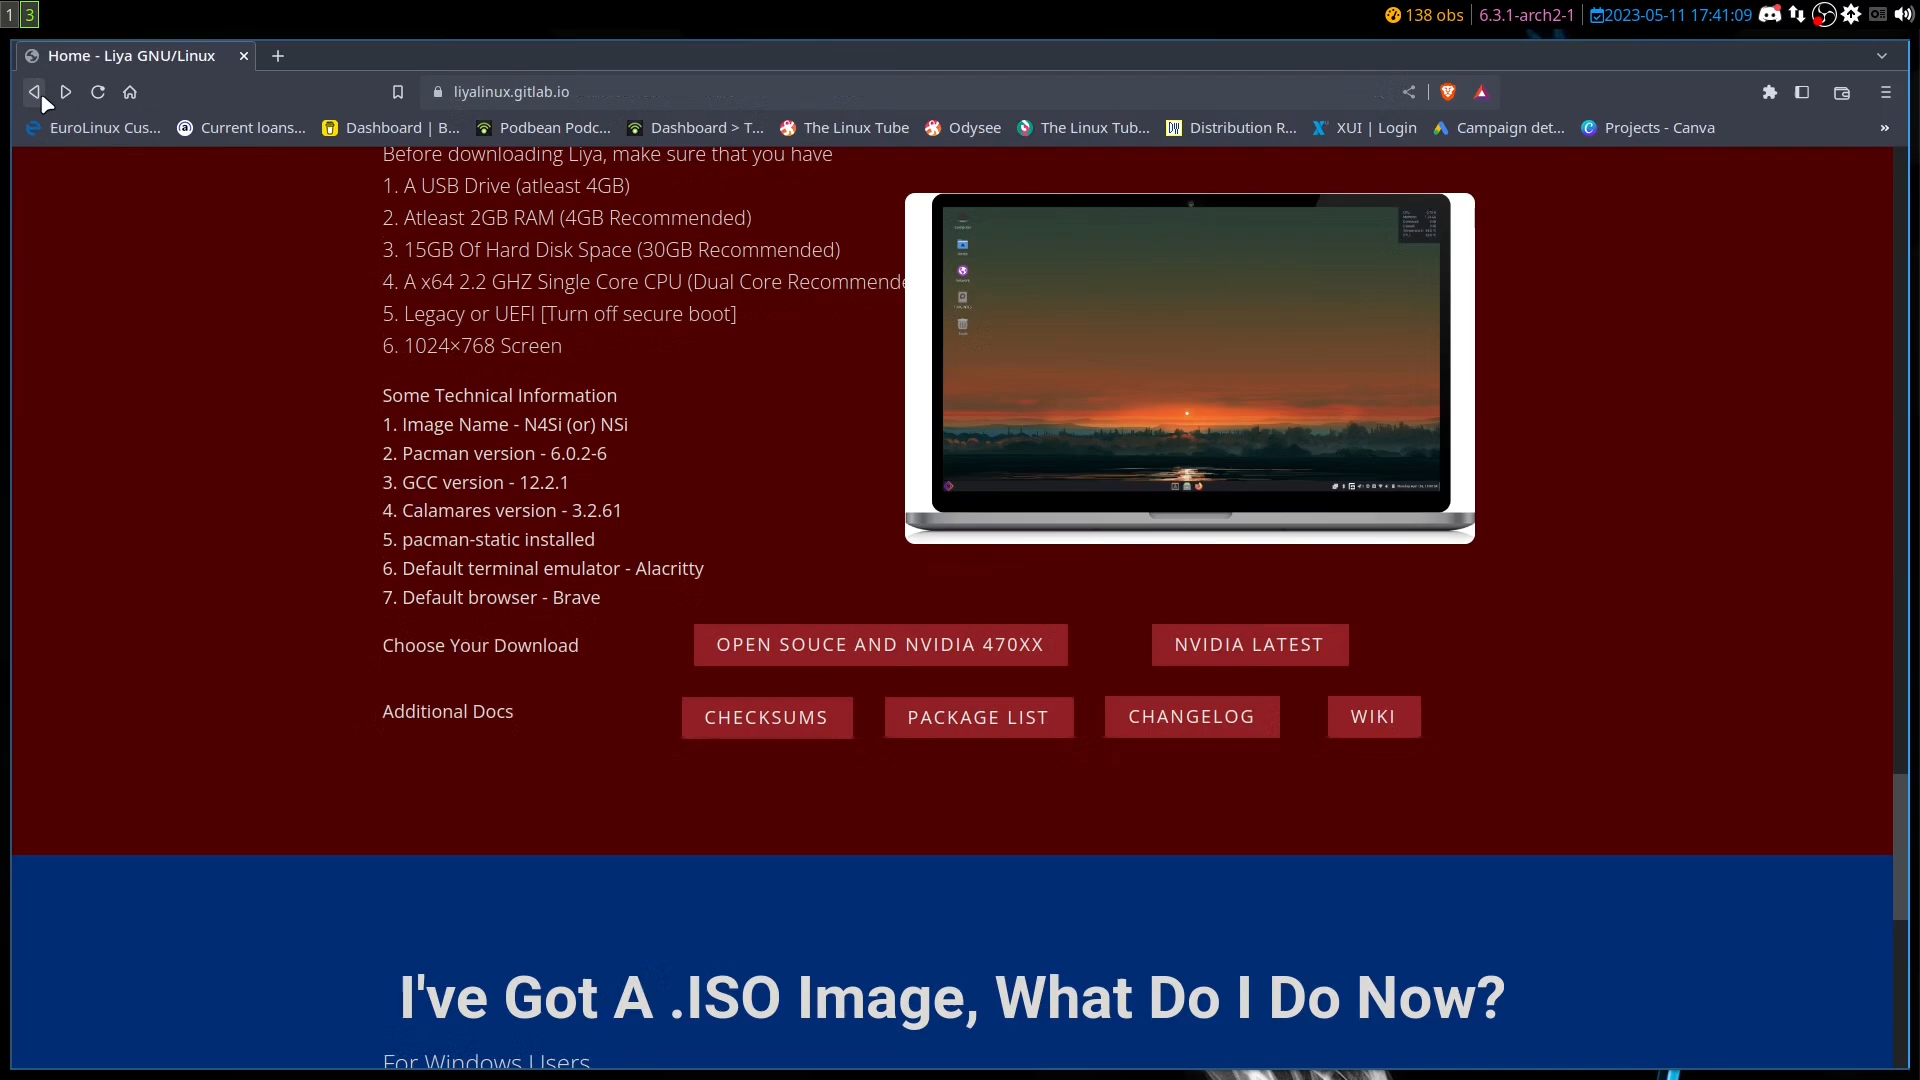 1 3 138 obs 6.3.1-arch2-1 2023-05-11 17:41:09
Home - Liya GNU/Linux
liyalinux.gitlab.io
EuroLinux Cus... Current loans... Dashboard | B... Podbean Podc... Dashboard > T... The Linux Tube Odysee The Linux Tub... Distribution R... XUI | Login Campaign det... Projects - Canva »
Before downloading Liya, make sure that you have
1. A USB Drive (atleast 4GB)
2. Atleast 2GB RAM (4GB Recommended)
3. 15GB Of Hard Disk Space (30GB Recommended)
4. A x64 2.2 GHZ Single Core CPU (Dual Core Recommende
5. Legacy or UEFI [Turn off secure boot]
6. 1024×768 Screen
Some Technical Information
1. Image Name - N4Si (or) NSi
2. Pacman version - 6.0.2-6
3. GCC version - 12.2.1
4. Calamares version - 3.2.61
5. pacman-static installed
6. Default terminal emulator - Alacritty
7. Default browser - Brave
Choose Your Download OPEN SOUCE AND NVIDIA 470XX NVIDIA LATEST
Additional Docs CHECKSUMS PACKAGE LIST CHANGELOG WIKI
I've Got A .ISO Image, What Do I Do Now?
For Windows Users